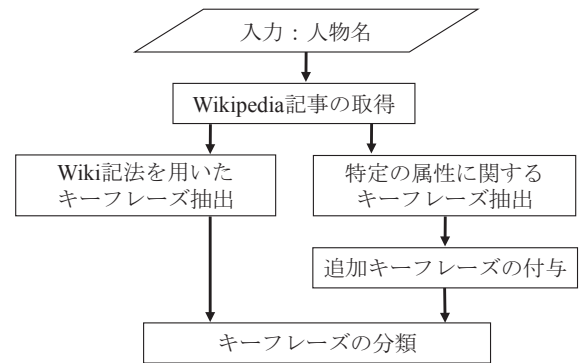 入力：人物名
Wikipedia記事の取得
Wiki記法を用いた
キーフレーズ抽出
特定の属性に関する
キーフレーズ抽出
追加キーフレーズの付与
キーフレーズの分類